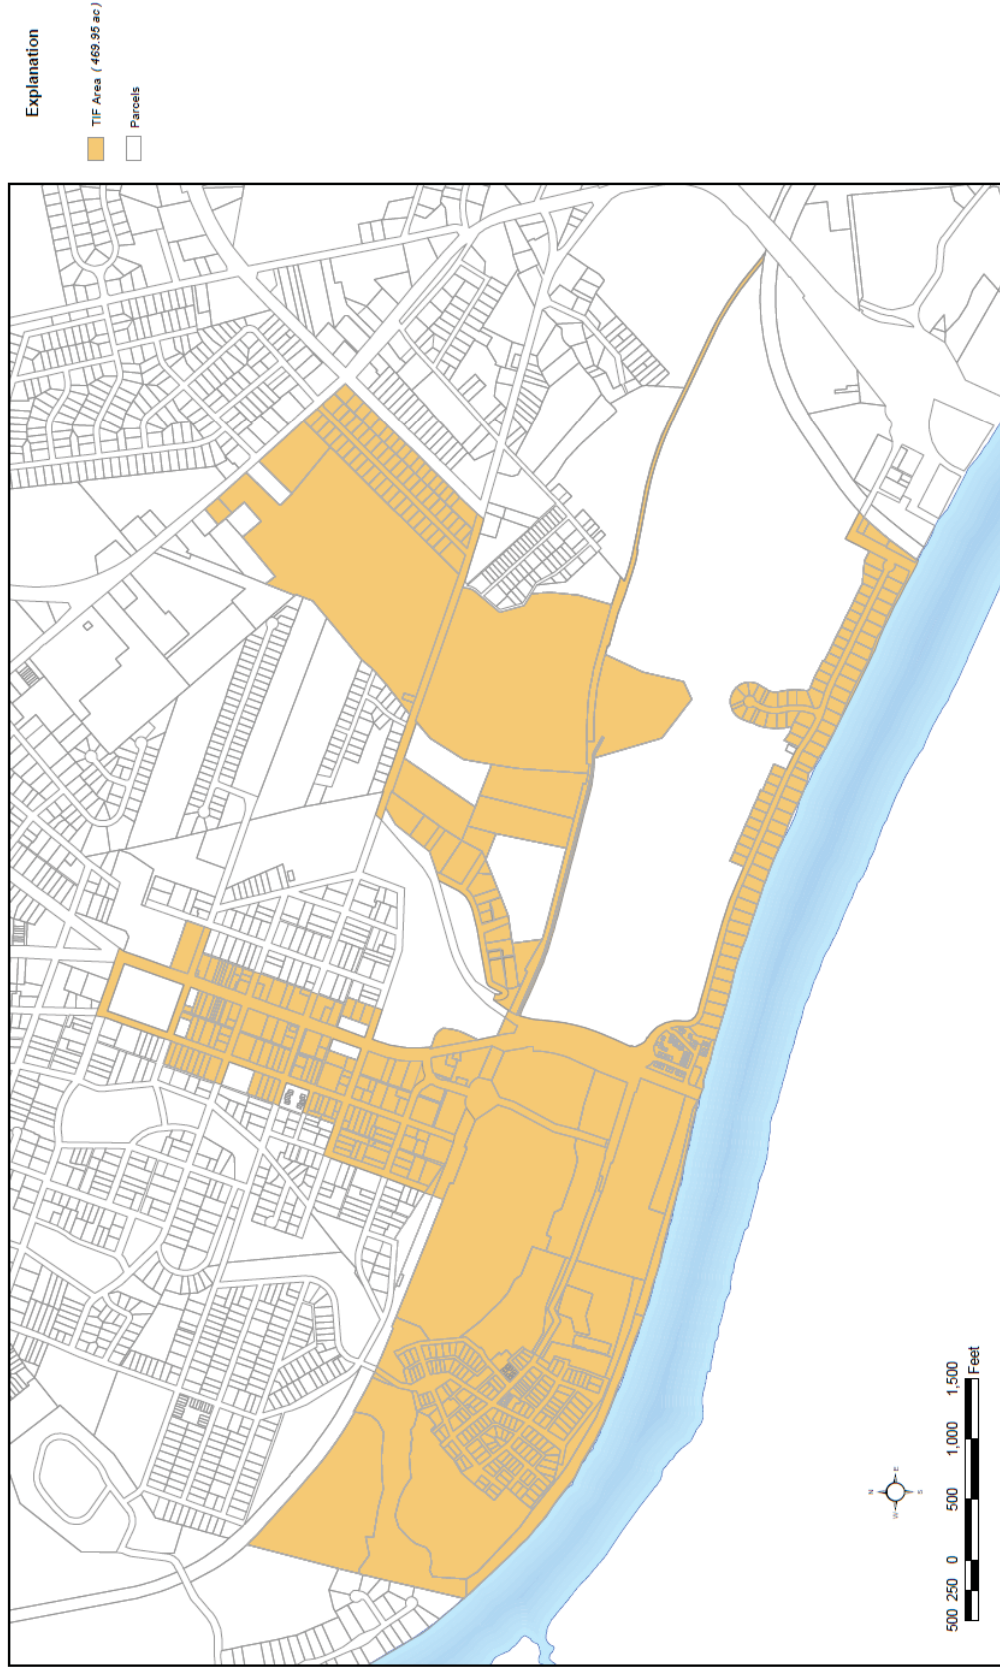 Explanation
TIF Area ( 469.95 ac )
Parcels
N
W
E
S
500 250 0 500 1,000 1,500
Feet